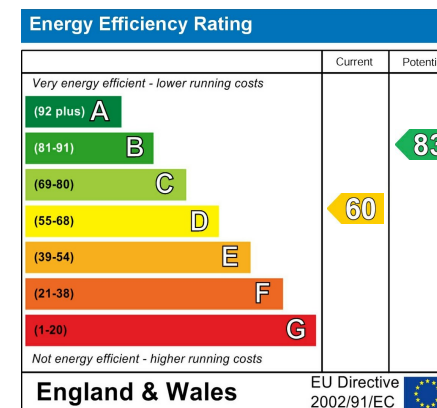 Energy Efficiency Rating
Current Potenti
Very energy efficient - lower running costs
(92 plus) A
(81-91) B 83
(69-80) C
(55-68) D 60
(39-54) E
(21-38) F
(1-20) G
Not energy efficient - higher running costs
England & Wales
EU Directive
2002/91/EC